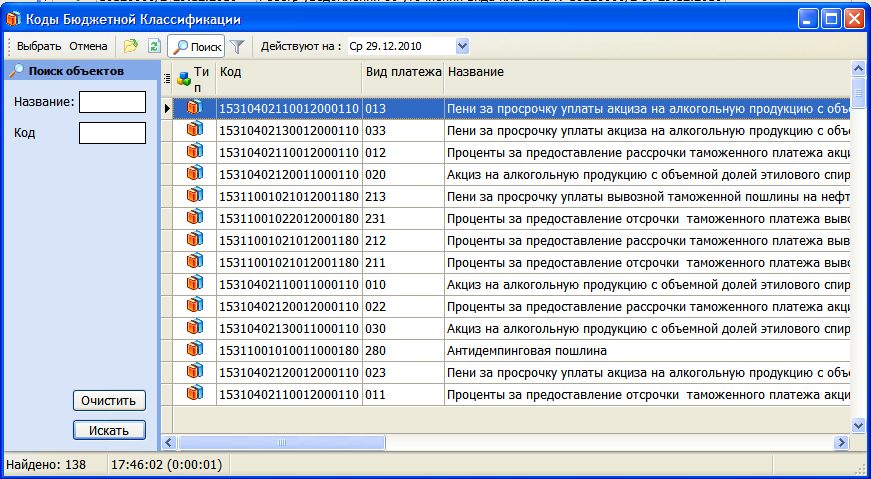 Коды Бюджетной Классификации
Выбрать Отмена Поиск Действуют на : Ср 29.12.2010
Поиск объектов
Название:
Код
Очистить
Искать
Тип Код Вид платежа Название
15310402110012000110 013 Пени за просрочку уплаты акциза на алкогольную продукцию с объе
15310402130012000110 033 Пени за просрочку уплаты акциза на алкогольную продукцию с объе
15310402110012000110 012 Проценты за предоставление рассрочки таможенного платежа акци
15310402120011000110 020 Акциз на алкогольную продукцию с объемной долей этилового спир
15311001021012001180 213 Пени за просрочку уплаты вывозной таможенной пошлины на нефт
15311001022012000180 231 Проценты за предоставление отсрочки таможенного платежа выво
15311001021012001180 212 Проценты за предоставление рассрочки таможенного платежа выв
15311001021012001180 211 Проценты за предоставление отсрочки таможенного платежа выво
15310402110011000110 010 Акциз на алкогольную продукцию с объемной долей этилового спир
15310402120012000110 022 Проценты за предоставление рассрочки таможенного платежа акци
15310402130011000110 030 Акциз на алкогольную продукцию с объемной долей этилового спир
15311001010011000180 280 Антидемпинговая пошлина
15310402120012000110 023 Пени за просрочку уплаты акциза на алкогольную продукцию с объе
15310402110012000110 011 Проценты за предоставление отсрочки таможенного платежа акци
Найдено: 138 17:46:02 (0:00:01)